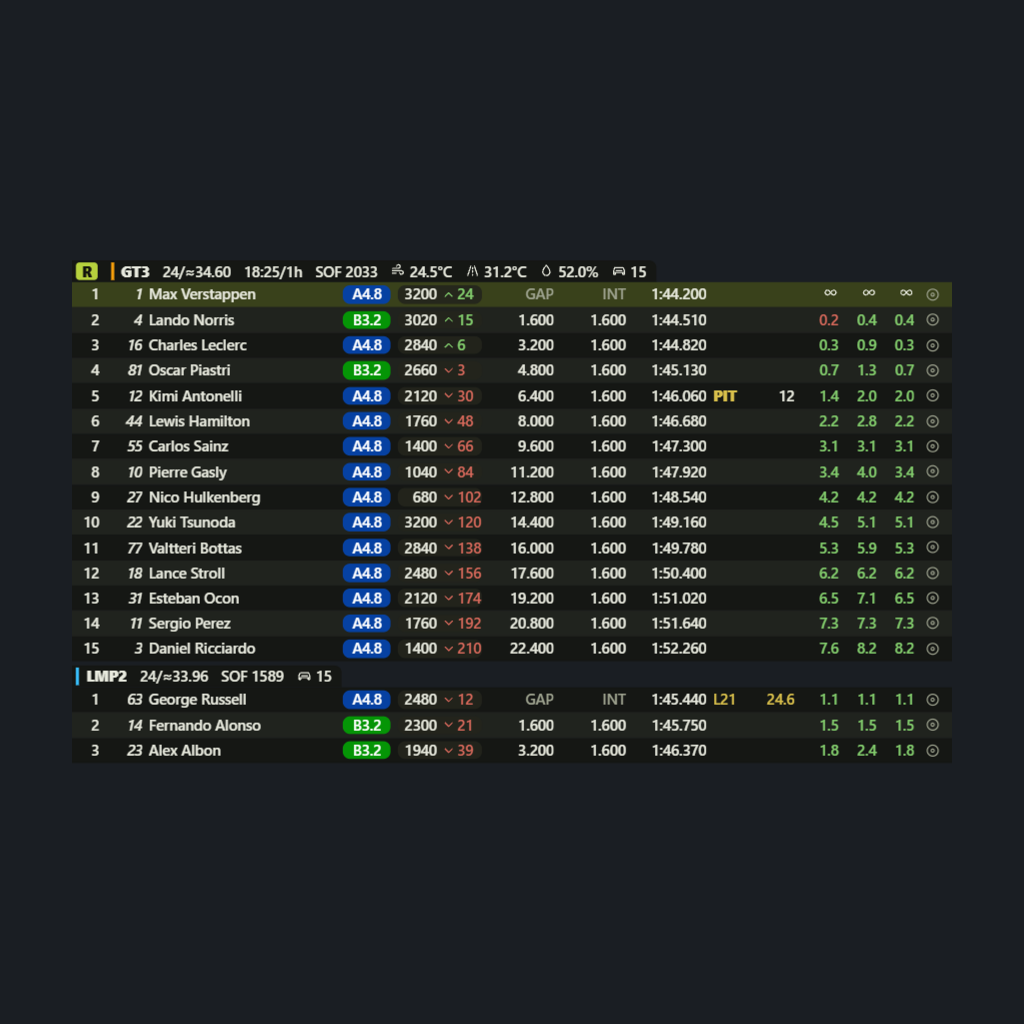 R GT3 24/≈34.60 18:25/1h SOF 2033 24.5°C 31.2°C 52.0% 15
1 1 Max Verstappen A4.8 3200 24 GAP INT 1:44.200 ∞ ∞ ∞
2 4 Lando Norris B3.2 3020 15 1.600 1.600 1:44.510 0.2 0.4 0.4
3 16 Charles Leclerc A4.8 2840 6 3.200 1.600 1:44.820 0.3 0.9 0.3
4 81 Oscar Piastri B3.2 2660 3 4.800 1.600 1:45.130 0.7 1.3 0.7
5 12 Kimi Antonelli A4.8 2120 30 6.400 1.600 1:46.060 PIT 12 1.4 2.0 2.0
6 44 Lewis Hamilton A4.8 1760 48 8.000 1.600 1:46.680 2.2 2.8 2.2
7 55 Carlos Sainz A4.8 1400 66 9.600 1.600 1:47.300 3.1 3.1 3.1
8 10 Pierre Gasly A4.8 1040 84 11.200 1.600 1:47.920 3.4 4.0 3.4
9 27 Nico Hulkenberg A4.8 680 102 12.800 1.600 1:48.540 4.2 4.2 4.2
10 22 Yuki Tsunoda A4.8 3200 120 14.400 1.600 1:49.160 4.5 5.1 5.1
11 77 Valtteri Bottas A4.8 2840 138 16.000 1.600 1:49.780 5.3 5.9 5.3
12 18 Lance Stroll A4.8 2480 156 17.600 1.600 1:50.400 6.2 6.2 6.2
13 31 Esteban Ocon A4.8 2120 174 19.200 1.600 1:51.020 6.5 7.1 6.5
14 11 Sergio Perez A4.8 1760 192 20.800 1.600 1:51.640 7.3 7.3 7.3
15 3 Daniel Ricciardo A4.8 1400 210 22.400 1.600 1:52.260 7.6 8.2 8.2
LMP2 24/≈33.96 SOF 1589 15
1 63 George Russell A4.8 2480 12 GAP INT 1:45.440 L21 24.6 1.1 1.1 1.1
2 14 Fernando Alonso B3.2 2300 21 1.600 1.600 1:45.750 1.5 1.5 1.5
3 23 Alex Albon B3.2 1940 39 3.200 1.600 1:46.370 1.8 2.4 1.8